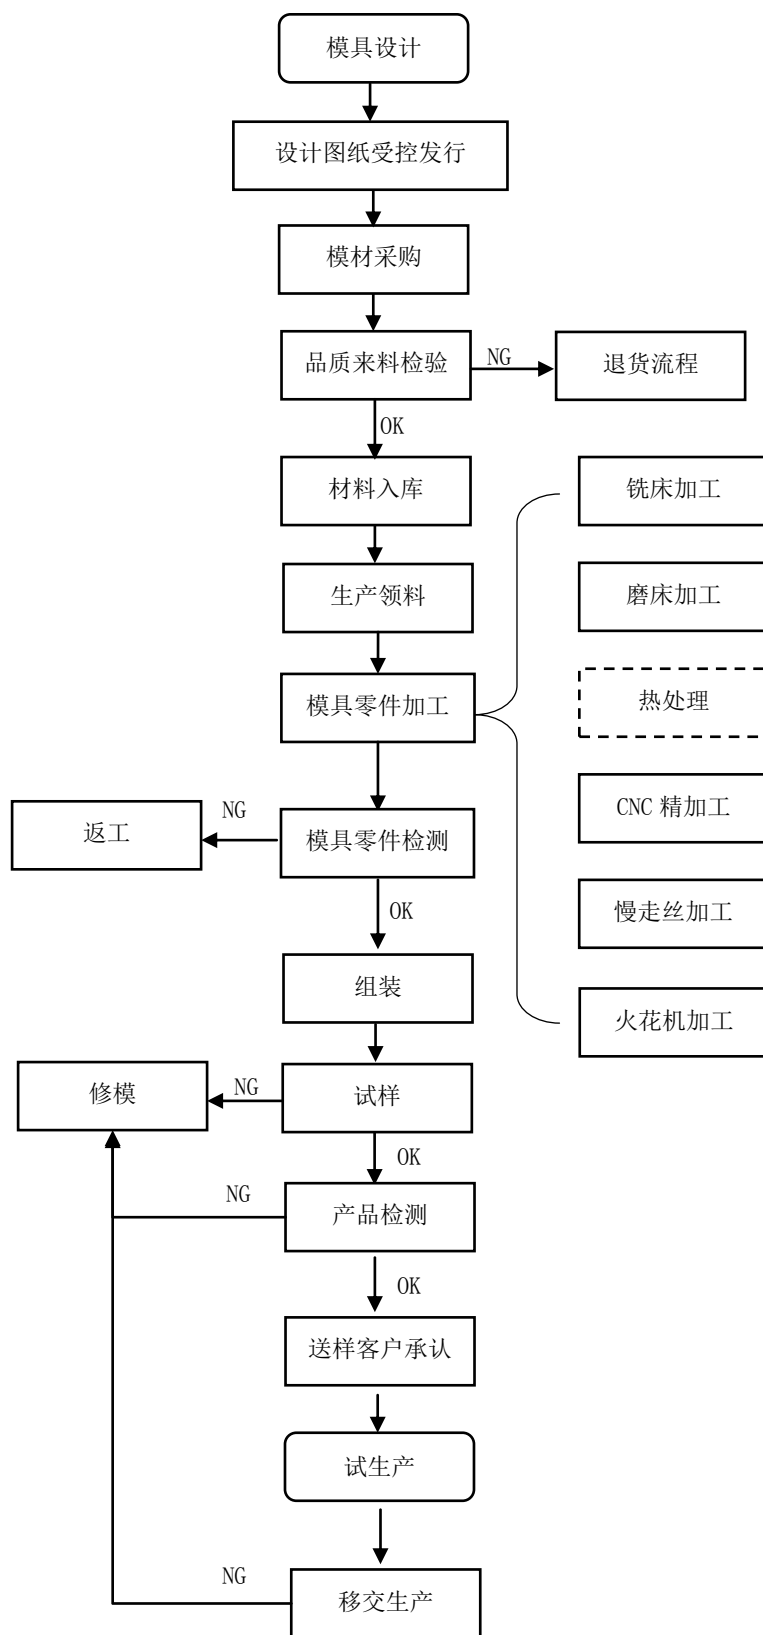 模具设计
设计图纸受控发行
模材采购
品质来料检验
NG
退货流程
OK
材料入库
铣床加工
生产领料
磨床加工
模具零件加工
热处理
NG
返工
模具零件检测
CNC 精加工
OK
慢走丝加工
组装
火花机加工
修模
NG
试样
OK
NG
产品检测
OK
送样客户承认
试生产
NG
移交生产